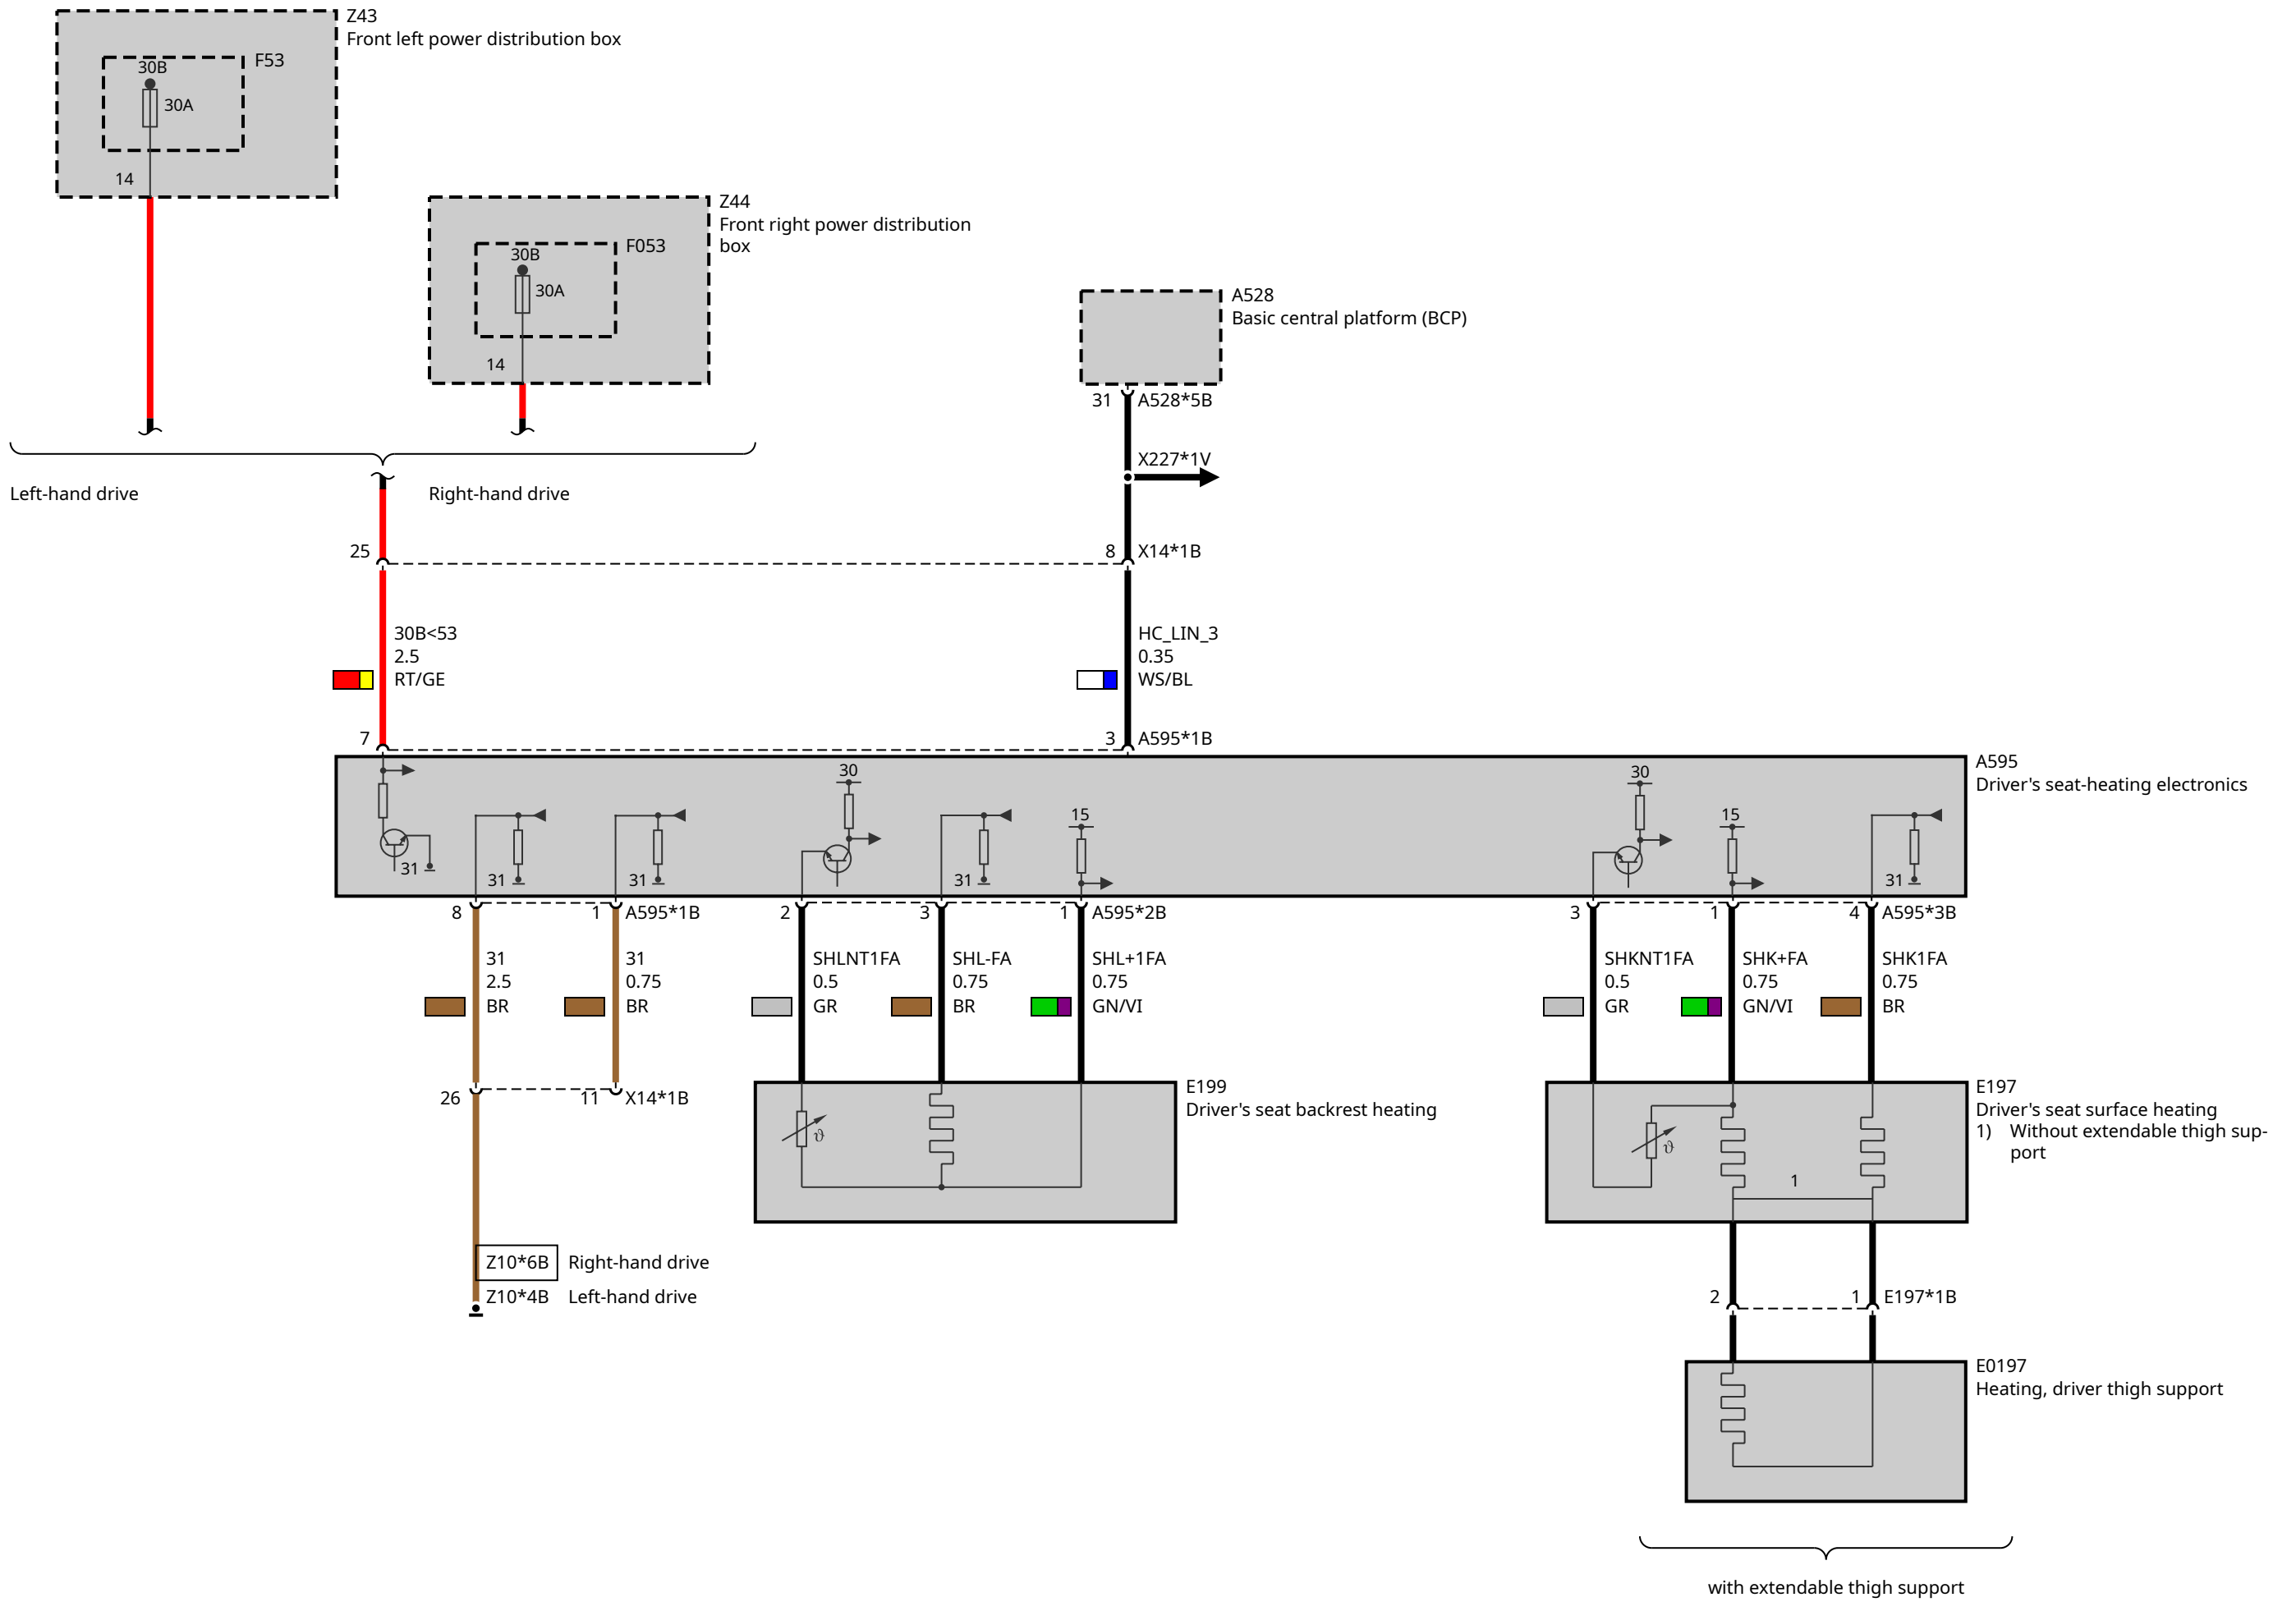 Z43
Front left power distribution box
F53
30B
30A
14
Z44
Front right power distribution
box
F053
30B
30A
14
A528
Basic central platform (BCP)
31
A528*5B
X227*1V
Left-hand drive
Right-hand drive
25
8
X14*1B
30B<53
2.5
RT/GE
HC_LIN_3
0.35
WS/BL
7
3
A595*1B
A595
Driver's seat-heating electronics
31
31
31
30
31
15
30
15
31
8
1
A595*1B
2
3
1
A595*2B
3
1
4
A595*3B
31
2.5
BR
31
0.75
BR
SHLNT1FA
0.5
GR
SHL-FA
0.75
BR
SHL+1FA
0.75
GN/VI
SHKNT1FA
0.5
GR
SHK+FA
0.75
GN/VI
SHK1FA
0.75
BR
26
11
X14*1B
E199
Driver's seat backrest heating
ϑ
E197
Driver's seat surface heating
1) Without extendable thigh sup-
port
ϑ
1
Z10*6B
Right-hand drive
Z10*4B
Left-hand drive
2
1
E197*1B
E0197
Heating, driver thigh support
with extendable thigh support